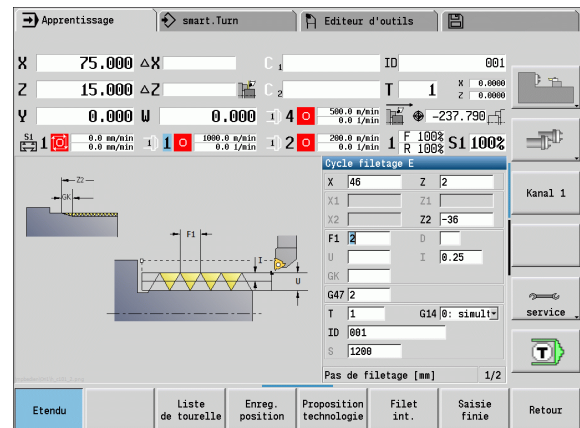 Apprentissage
smart.Turn
Editeur d'outils
X 75.000 △X C 1 ID 001
Z 15.000 △Z C 2 T 1 X 0.0000 Z 0.0000
Y 0.000 W 0.000 4 500.0 m/min 0.0 1/min -237.790
S1 1 0.0 mm/min 0.0 mm/min 1 1000.0 m/min 0.0 1/min 2 200.0 m/min 0.0 1/min 1 F 100% R 100% S1 100%
Kanal 1
service
T
Z2
GK
F1
I
U
Cycle filetage E
X 46 Z 2
X1 Z1
X2 Z2 -36
F1 2 D
U I 0.25
GK
G47 2
T 1 G14 0: simult
ID 001
S 1200
Pas de filetage [mm] 1/2
Etendu
Liste de tourelle
Enreg. position
Proposition technologie
Filet int.
Saisie finie
Retour